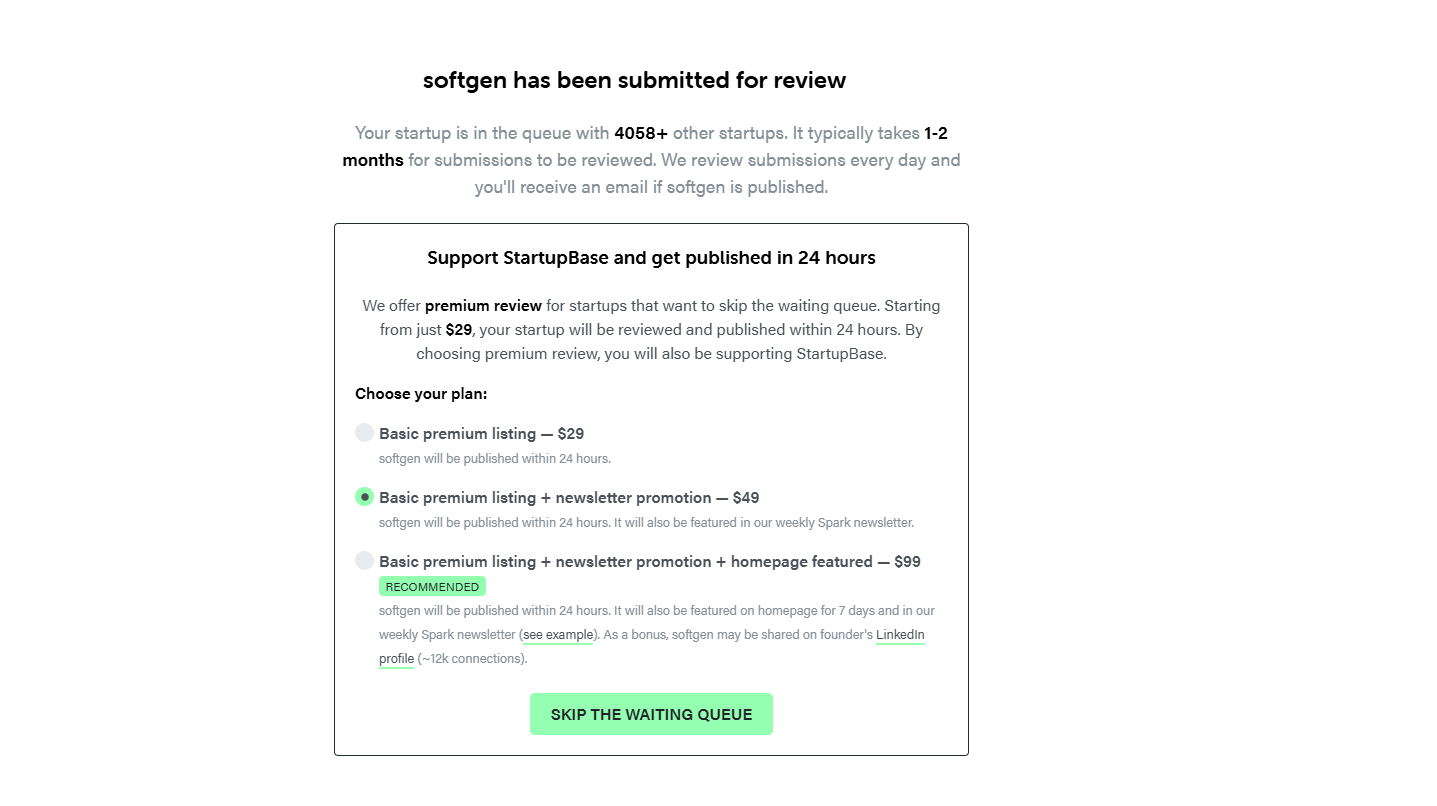 softgen has been submitted for review
Your startup is in the queue with 4058+ other startups. It typically takes 1-2
months for submissions to be reviewed. We review submissions every day and
you'll receive an email if softgen is published.
Support StartupBase and get published in 24 hours
We offer premium review for startups that want to skip the waiting queue. Starting
from just $29, your startup will be reviewed and published within 24 hours. By
choosing premium review, you will also be supporting StartupBase.
Choose your plan:
Basic premium listing — $29
softgen will be published within 24 hours.
Basic premium listing + newsletter promotion — $49
softgen will be published within 24 hours. It will also be featured in our weekly Spark newsletter.
Basic premium listing + newsletter promotion + homepage featured — $99
RECOMMENDED
softgen will be published within 24 hours. It will also be featured on homepage for 7 days and in our
weekly Spark newsletter (see example). As a bonus, softgen may be shared on founder's LinkedIn
profile (~12k connections).
SKIP THE WAITING QUEUE